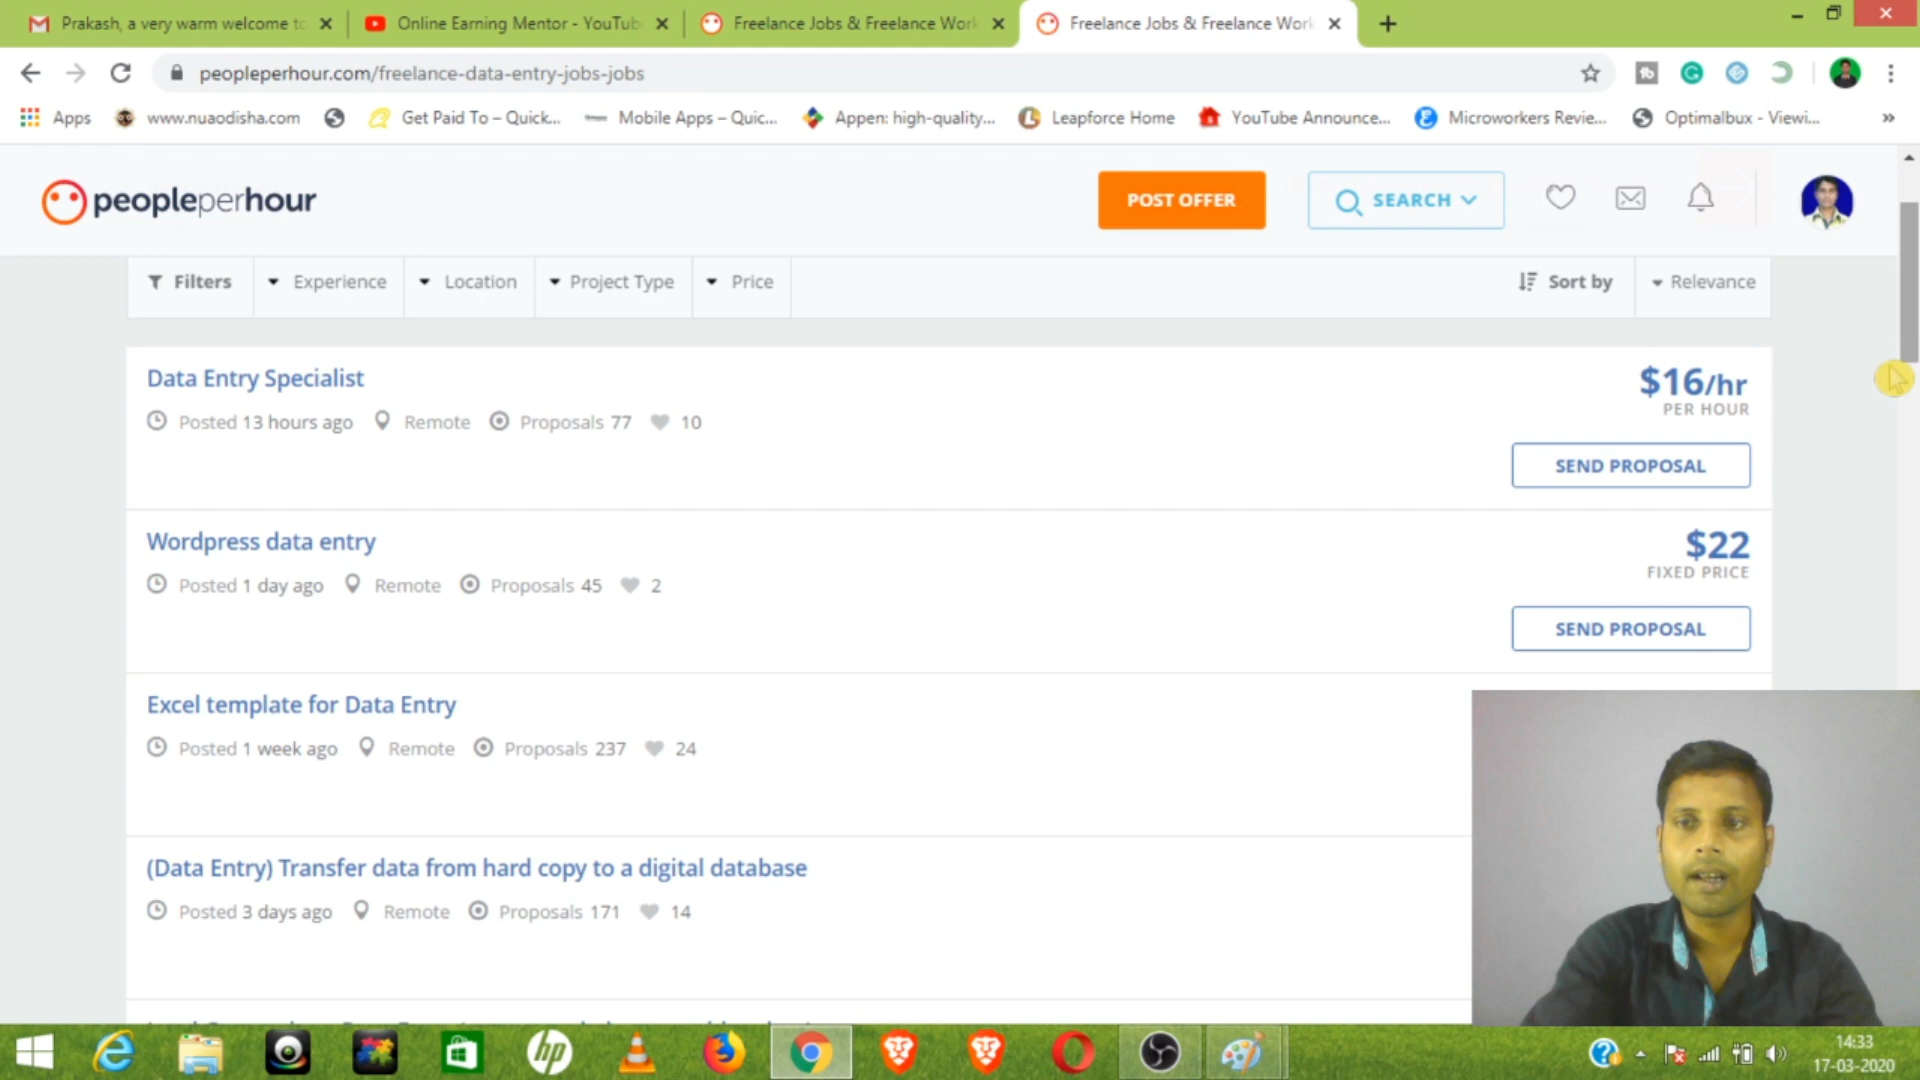 Prakash, a very warm welcome to
Online Earning Mentor - YouTube
Freelance Jobs & Freelance Work
Freelance Jobs & Freelance Work
peopleperhour.com/freelance-data-entry-jobs-jobs
Apps
www.nuaodisha.com
Get Paid To – Quick...
Mobile Apps – Quic...
Appen: high-quality...
Leapforce Home
YouTube Announce...
Microworkers Revie...
Optimalbux - Viewi...
»
peopleperhour
POST OFFER
SEARCH
Filters
Experience
Location
Project Type
Price
Sort by
Relevance
Data Entry Specialist
$16/hr
PER HOUR
Posted 13 hours ago Remote Proposals 77 10
SEND PROPOSAL
Wordpress data entry
$22
FIXED PRICE
Posted 1 day ago Remote Proposals 45 2
SEND PROPOSAL
Excel template for Data Entry
Posted 1 week ago Remote Proposals 237 24
(Data Entry) Transfer data from hard copy to a digital database
Posted 3 days ago Remote Proposals 171 14
hp
14:33
17-03-2020